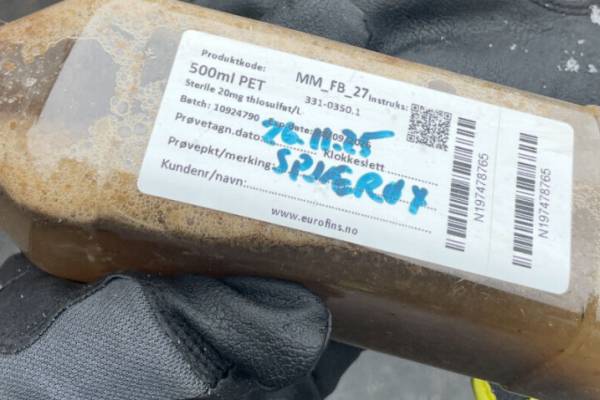 Produktkode:
500ml PET MM_FB_27 Instruks:
Sterile 20mg thiosulfat/L 331-0350.1
Batch: 10924790
Prøvetagn.dato: 26.11.25 Klokkeslett
Prøvepkt/merking: SPJÆRØY
Kundenr/navn:
www.eurofins.no
N197478765
N197478765